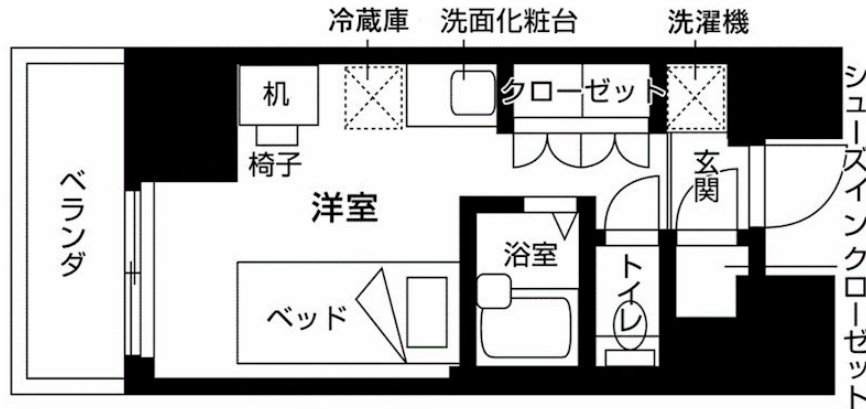 冷蔵庫
洗面化粧台
洗濯機
机
クローゼット
シューズインクローゼット
椅子
玄関
ベランダ
洋室
浴室
トイレ
ベッド